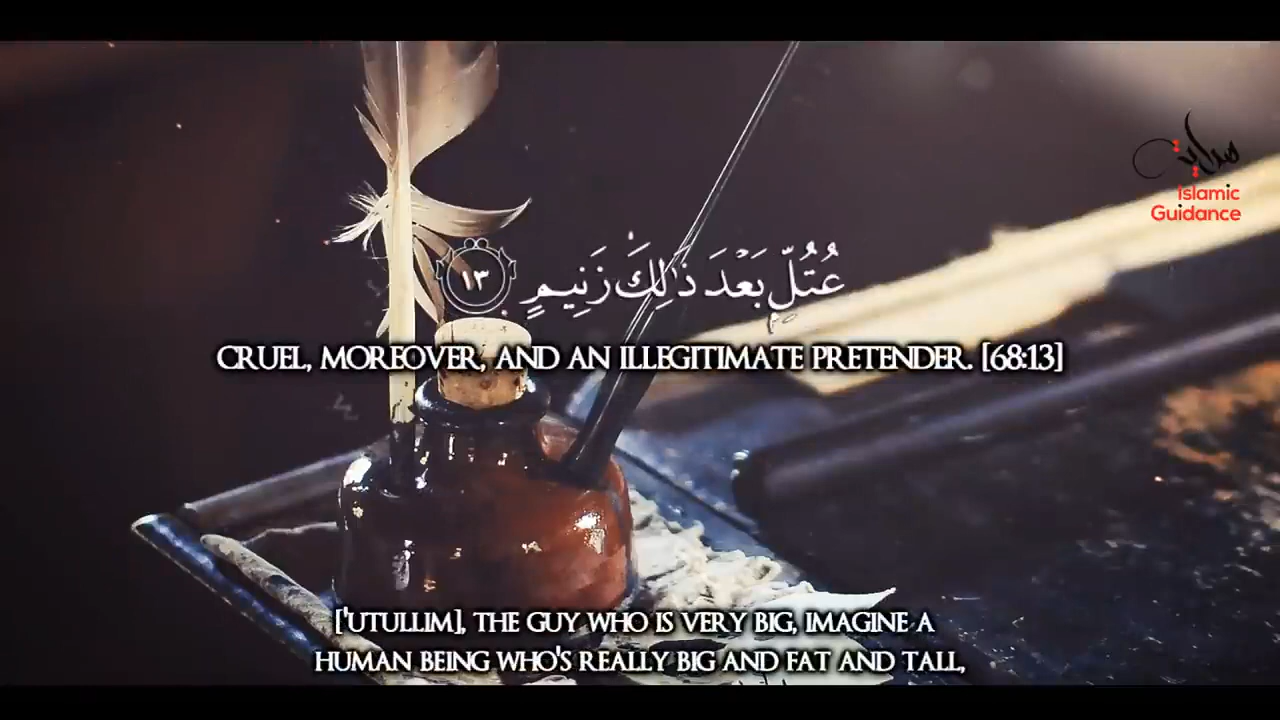 هداية
Islamic
Guidance
عُتُلٍّۭ بَعْدَ ذَٰلِكَ زَنِيمٍ ١٣
CRUEL, MOREOVER, AND AN ILLEGITIMATE PRETENDER. [68:13]
['UTULLIM], THE GUY WHO IS VERY BIG, IMAGINE A
HUMAN BEING WHO'S REALLY BIG AND FAT AND TALL,